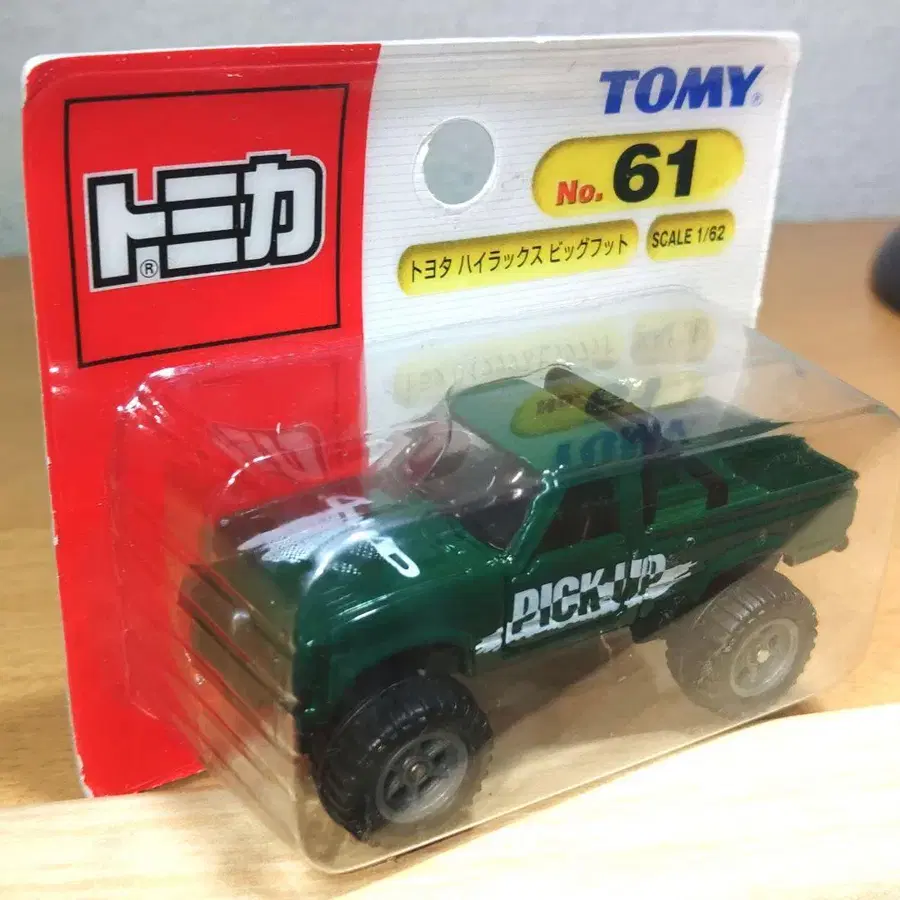 TOMY®
No. 61
トミカ®
トヨタ ハイラックス ビッグフット
SCALE 1/62
PICK-UP